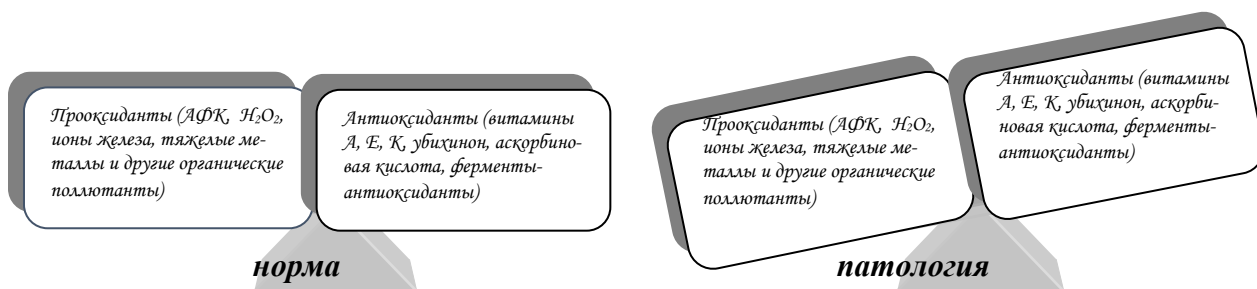 Прооксиданты (АФК, H₂O₂,
ионы железа, тяжелые ме-
таллы и другие органические
поллютанты)
Антиоксиданты (витамины
А, Е, К, убихинон, аскорбино-
вая кислота, ферменты-
антиоксиданты)
норма
Прооксиданты (АФК, H₂O₂,
ионы железа, тяжелые ме-
таллы и другие органические
поллютанты)
Антиоксиданты (витамины
А, Е, К, убихинон, аскорби-
новая кислота, ферменты-
антиоксиданты)
патология